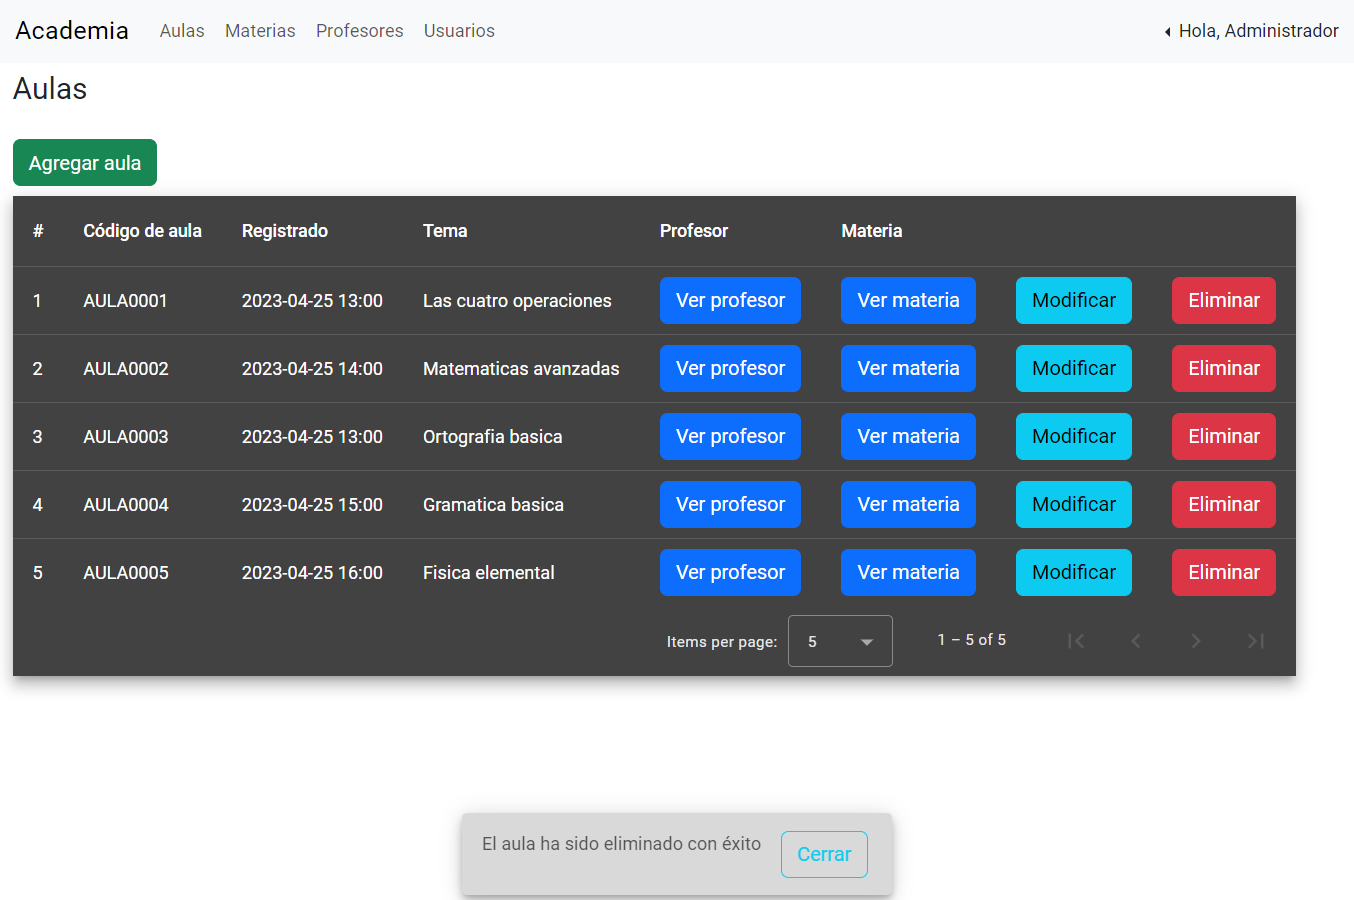 Academia Aulas Materias Profesores Usuarios Hola, Administrador
Aulas
Agregar aula
# Código de aula Registrado Tema Profesor Materia
1 AULA0001 2023-04-25 13:00 Las cuatro operaciones Ver profesor Ver materia Modificar Eliminar
2 AULA0002 2023-04-25 14:00 Matematicas avanzadas Ver profesor Ver materia Modificar Eliminar
3 AULA0003 2023-04-25 13:00 Ortografia basica Ver profesor Ver materia Modificar Eliminar
4 AULA0004 2023-04-25 15:00 Gramatica basica Ver profesor Ver materia Modificar Eliminar
5 AULA0005 2023-04-25 16:00 Fisica elemental Ver profesor Ver materia Modificar Eliminar
Items per page: 5 1 – 5 of 5
El aula ha sido eliminado con éxito Cerrar